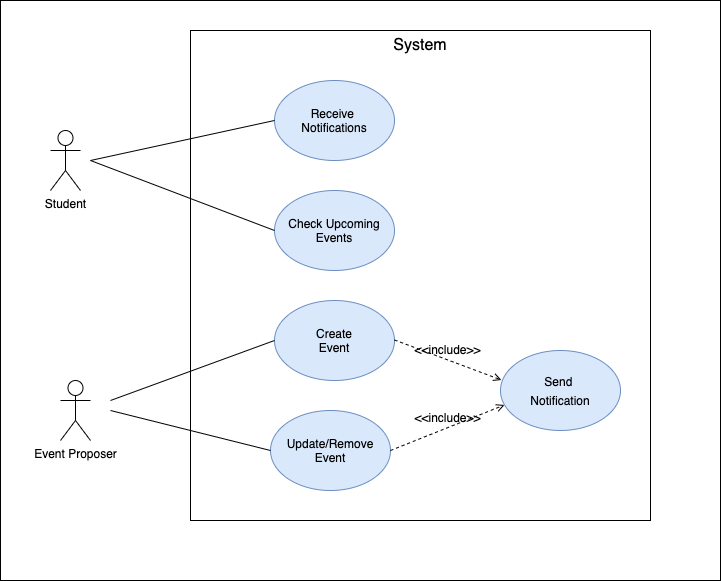 System
Receive
Notifications
Student
Check Upcoming
Events
Create
Event
<<include>>
Send
Notification
<<include>>
Event Proposer
Update/Remove
Event